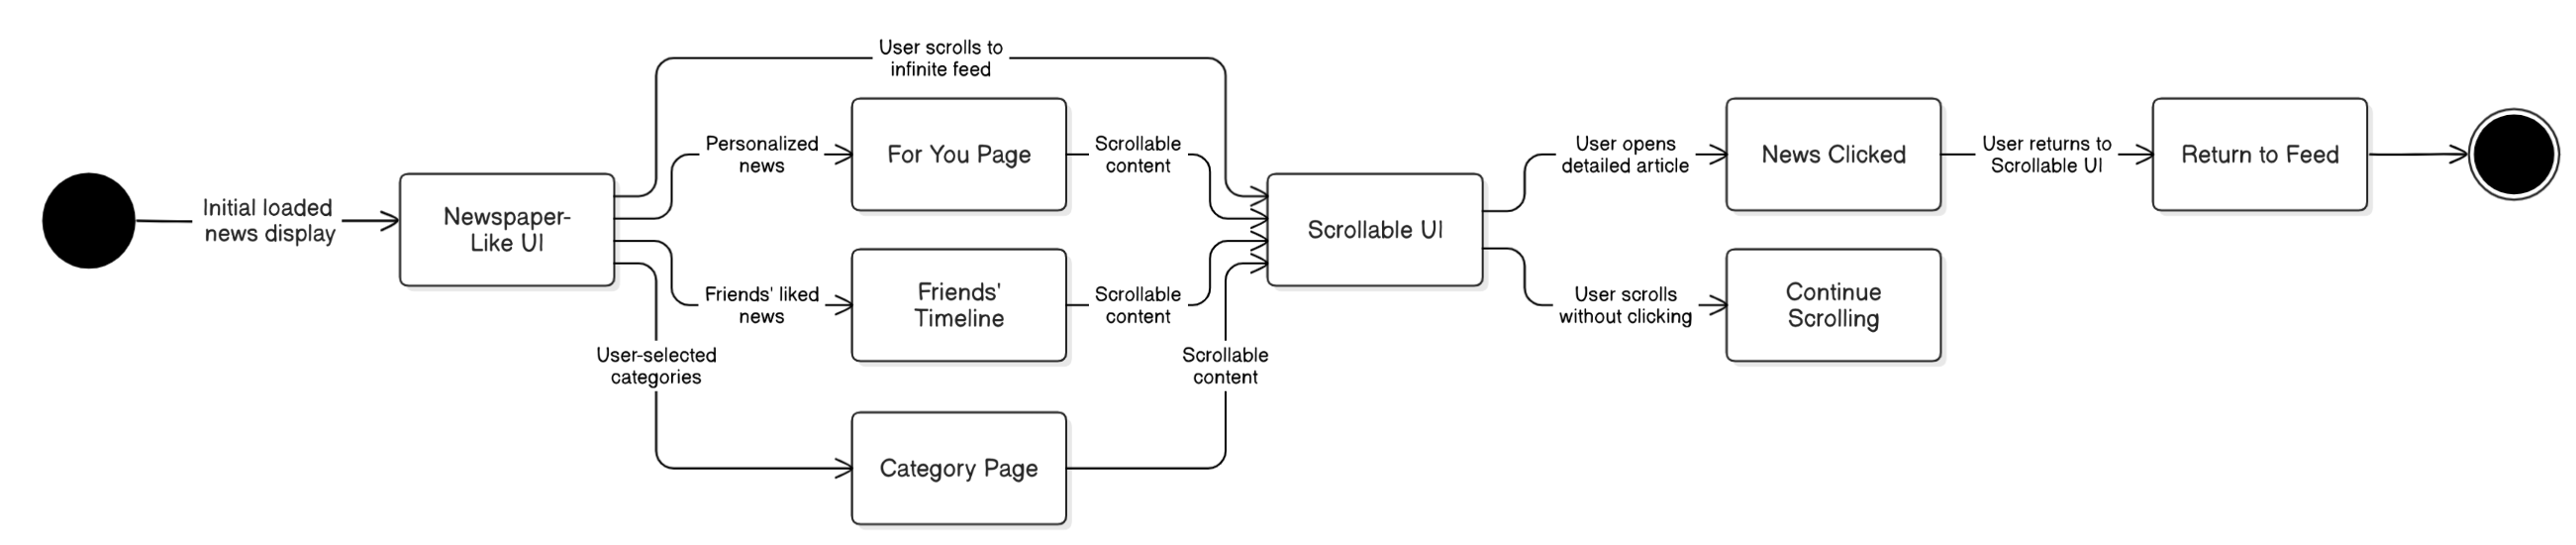 User scrolls to
infinite feed
Personalized
news
For You Page
Scrollable
content
User opens
detailed article
News Clicked
User returns to
Scrollable UI
Return to Feed
Initial loaded
news display
Newspaper-
Like UI
Scrollable UI
Friends' liked
news
Friends'
Timeline
Scrollable
content
User scrolls
without clicking
Continue
Scrolling
User-selected
categories
Scrollable
content
Category Page